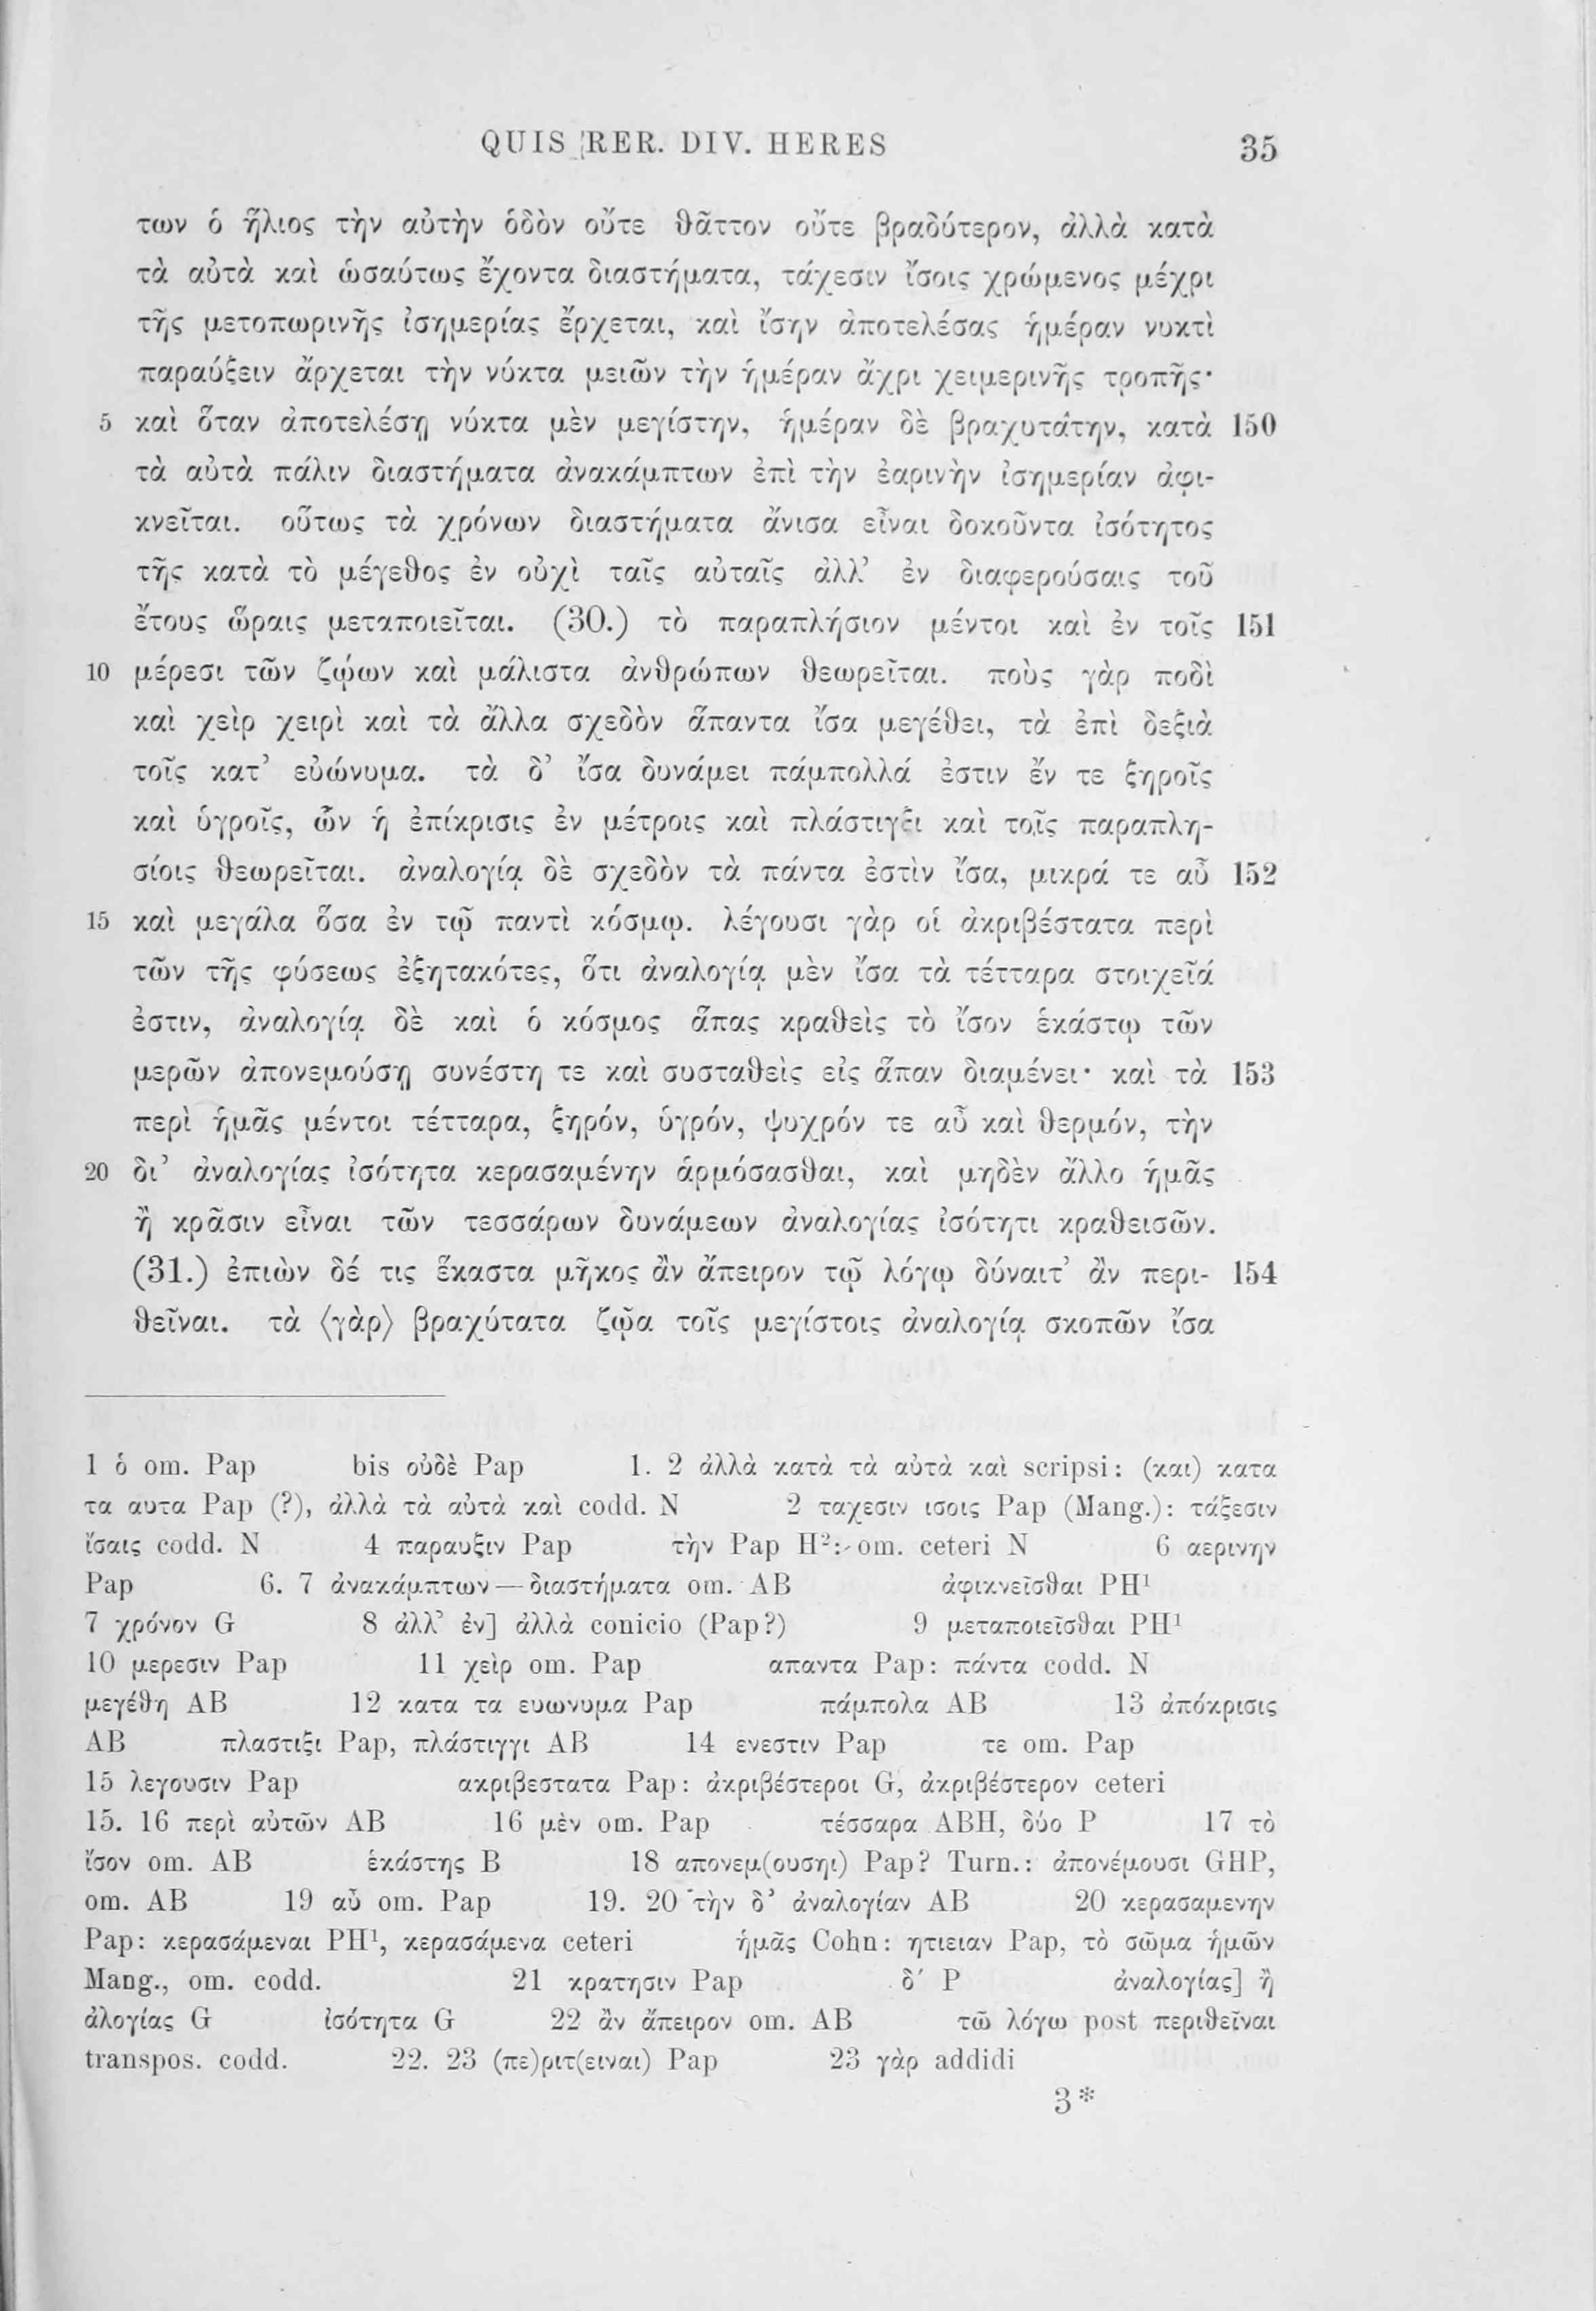 QUIS RER. DIV. HERES 35
των ὁ ἥλιος τὴν αὐτὴν ὁδὸν οὔτε θᾶττον οὔτε βραδύτερον, ἀλλὰ κατὰ
τὰ αὐτὰ καὶ ὡσαύτως ἔχοντα διαστήματα, τάχεσιν ἴσοις χρώμενος μέχρι
τῆς μετοπωρινῆς ἰσημερίας ἔρχεται, καὶ ἴσην ἀποτελέσας ἡμέραν νυκτὶ
παραύξειν ἄρχεται τὴν νύκτα μειῶν τὴν ἡμέραν ἄχρι χειμερινῆς τροπῆς·
5 καὶ ὅταν ἀποτελέσῃ νύκτα μὲν μεγίστην, ἡμέραν δὲ βραχυτάτην, κατὰ 150
τὰ αὐτὰ πάλιν διαστήματα ἀνακάμπτων ἐπὶ τὴν ἐαρινὴν ἰσημερίαν ἀφι-
κνεῖται. οὕτως τὰ χρόνων διαστήματα ἄνισα εἶναι δοκοῦντα ἰσότητος
τῆς κατὰ τὸ μέγεθος ἐν οὐχὶ ταῖς αὐταῖς ἀλλ’ ἐν διαφερούσαις τοῦ
ἔτους ὥραις μεταποιεῖται. (30.) τὸ παραπλήσιον μέντοι καὶ ἐν τοῖς 151
10 μέρεσι τῶν ζῴων καὶ μάλιστα ἀνθρώπων θεωρεῖται. ποὺς γὰρ ποδὶ
καὶ χεὶρ χειρὶ καὶ τὰ ἄλλα σχεδὸν ἅπαντα ἴσα μεγέθει, τὰ ἐπὶ δεξιὰ
τοῖς κατ’ εὐώνυμα. τὰ δ’ ἴσα δυνάμει πάμπολλά ἐστιν ἔν τε ξηροῖς
καὶ ὑγροῖς, ὧν ἡ ἐπίκρισις ἐν μέτροις καὶ πλάστιγξι καὶ τοῖς παραπλη-
σίοις θεωρεῖται. ἀναλογίᾳ δὲ σχεδὸν τὰ πάντα ἐστὶν ἴσα, μικρά τε αὖ 152
15 καὶ μεγάλα ὅσα ἐν τῷ παντὶ κόσμῳ. λέγουσι γὰρ οἱ ἀκριβέστατα περὶ
τῶν τῆς φύσεως ἐξητακότες, ὅτι ἀναλογίᾳ μὲν ἴσα τὰ τέτταρα στοιχεῖά
ἐστιν, ἀναλογίᾳ δὲ καὶ ὁ κόσμος ἅπας κραθεὶς τὸ ἴσον ἑκάστῳ τῶν
μερῶν ἀπονεμούσῃ συνέστη τε καὶ συσταθεὶς εἰς ἅπαν διαμένει· καὶ τὰ 153
περὶ ἡμᾶς μέντοι τέτταρα, ξηρόν, ὑγρόν, ψυχρόν τε αὖ καὶ θερμόν, τὴν
20 δι’ ἀναλογίας ἰσότητα κερασαμένην ἁρμόσασθαι, καὶ μηδὲν ἄλλο ἡμᾶς
ἢ κρᾶσιν εἶναι τῶν τεσσάρων δυνάμεων ἀναλογίας ἰσότητι κραθεισῶν.
(31.) ἐπιὼν δέ τις ἕκαστα μῆκος ἂν ἄπειρον τῷ λόγῳ δύναιτ’ ἂν περι- 154
θεῖναι. τὰ ⟨γὰρ⟩ βραχύτατα ζῷα τοῖς μεγίστοις ἀναλογίᾳ σκοπῶν ἴσα
1 ὁ om. Pap bis οὐδὲ Pap 1. 2 ἀλλὰ κατὰ τὰ αὐτὰ καὶ scripsi: (και) κατα
τα αυτα Pap (?), ἀλλὰ τὰ αὐτὰ καὶ codd. N 2 ταχεσιν ισοις Pap (Mang.): τάξεσιν
ἴσαις codd. N 4 παραυξιν Pap τὴν Pap H²: om. ceteri N 6 αερινην
Pap 6. 7 ἀνακάμπτων — διαστήματα om. AB ἀφικνεῖσθαι PH¹
7 χρόνον G 8 ἀλλ’ ἐν] ἀλλὰ conicio (Pap?) 9 μεταποιεῖσθαι PH¹
10 μερεσιν Pap 11 χεὶρ om. Pap απαντα Pap: πάντα codd. N
μεγέθη AB 12 κατα τα ευωνυμα Pap πάμπολα AB 13 ἀπόκρισις
AB πλαστιξι Pap, πλάστιγγι AB 14 ενεστιν Pap τε om. Pap
15 λεγουσιν Pap ακριβεστατα Pap: ἀκριβέστεροι G, ἀκριβέστερον ceteri
15. 16 περὶ αὐτῶν AB 16 μὲν om. Pap τέσσαρα ABH, δύο P 17 τὸ
ἴσον om. AB ἑκάστης B 18 απονεμ(ουσηι) Pap? Turn.: ἀπονέμουσι GHP,
om. AB 19 αὖ om. Pap 19. 20 τὴν δ’ ἀναλογίαν AB 20 κερασαμενην
Pap: κερασάμεναι PH¹, κερασάμενα ceteri ἡμᾶς Cohn: ητιειαν Pap, τὸ σῶμα ἡμῶν
Mang., om. codd. 21 κρατησιν Pap δ′ P ἀναλογίας] ἢ
ἀλογίας G ἰσότητα G 22 ἂν ἄπειρον om. AB τῶ λόγω post περιθεῖναι
transpos. codd. 22. 23 (πε)ριτ(ειναι) Pap 23 γὰρ addidi
3*